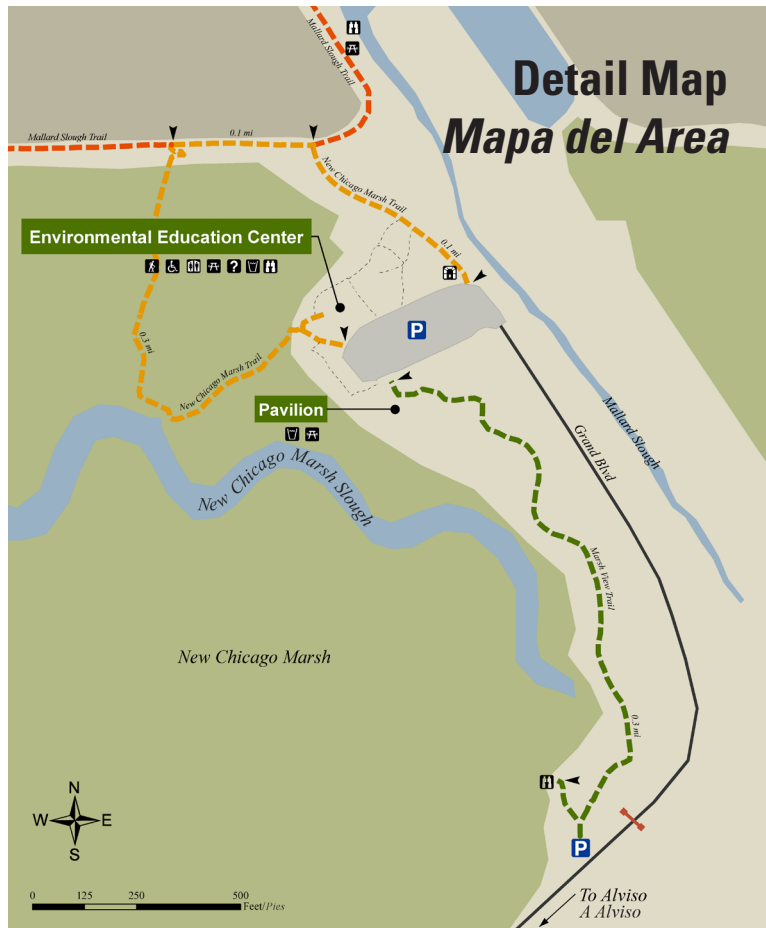 Detail Map
Mapa del Area
Mallard Slough Trail
Mallard Slough Trail
0.1 mi
New Chicago Marsh Trail
0.1 mi
Environmental Education Center
?
P
0.3 mi
New Chicago Marsh Trail
Pavilion
Grand Blvd
Mallard Slough
New Chicago Marsh Slough
Marsh View Trail
New Chicago Marsh
0.3 mi
N
W E
S
P
0 125 250 500
Feet/Pies
To Alviso
A Alviso